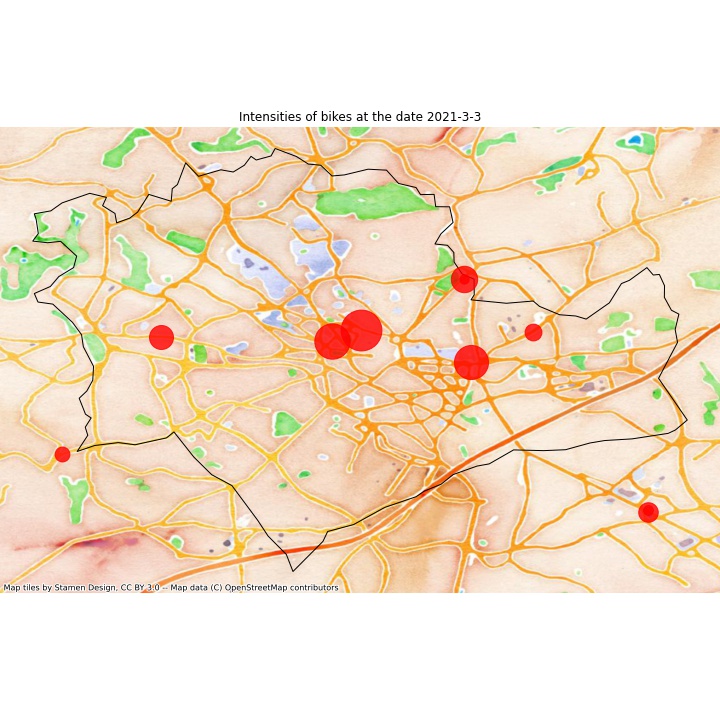 Intensities of bikes at the date 2021-3-3
Map tiles by Stamen Design, CC BY 3.0 -- Map data (C) OpenStreetMap contributors